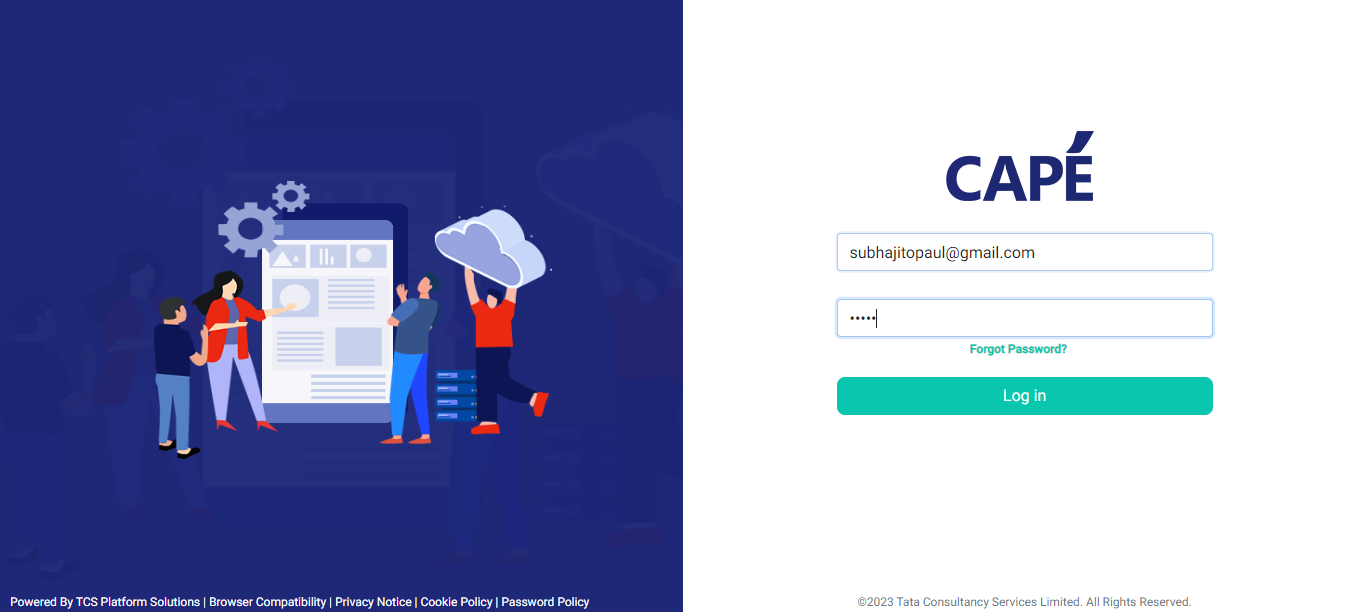 CAPÉ
subhajitopaul@gmail.com
•••••
Forgot Password?
Log in
Powered By TCS Platform Solutions | Browser Compatibility | Privacy Notice | Cookie Policy | Password Policy
©2023 Tata Consultancy Services Limited. All Rights Reserved.